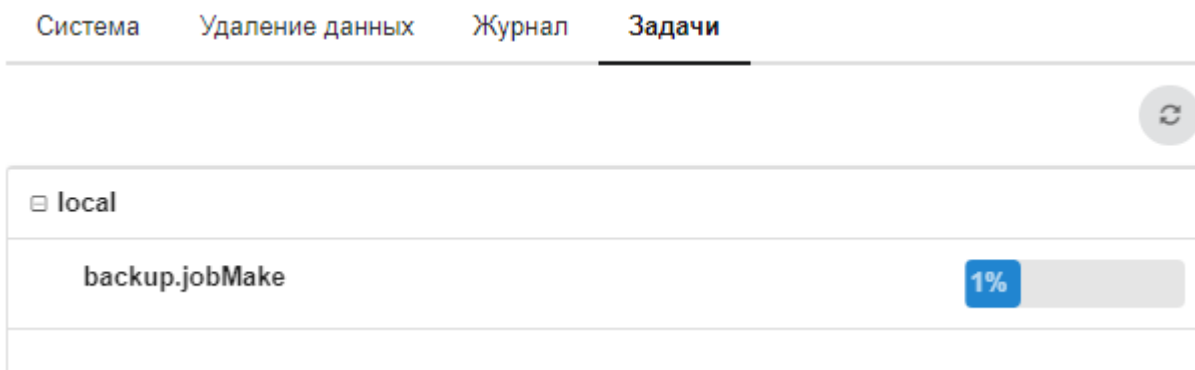 Система Удаление данных Журнал Задачи
local
backup.jobMake 1%